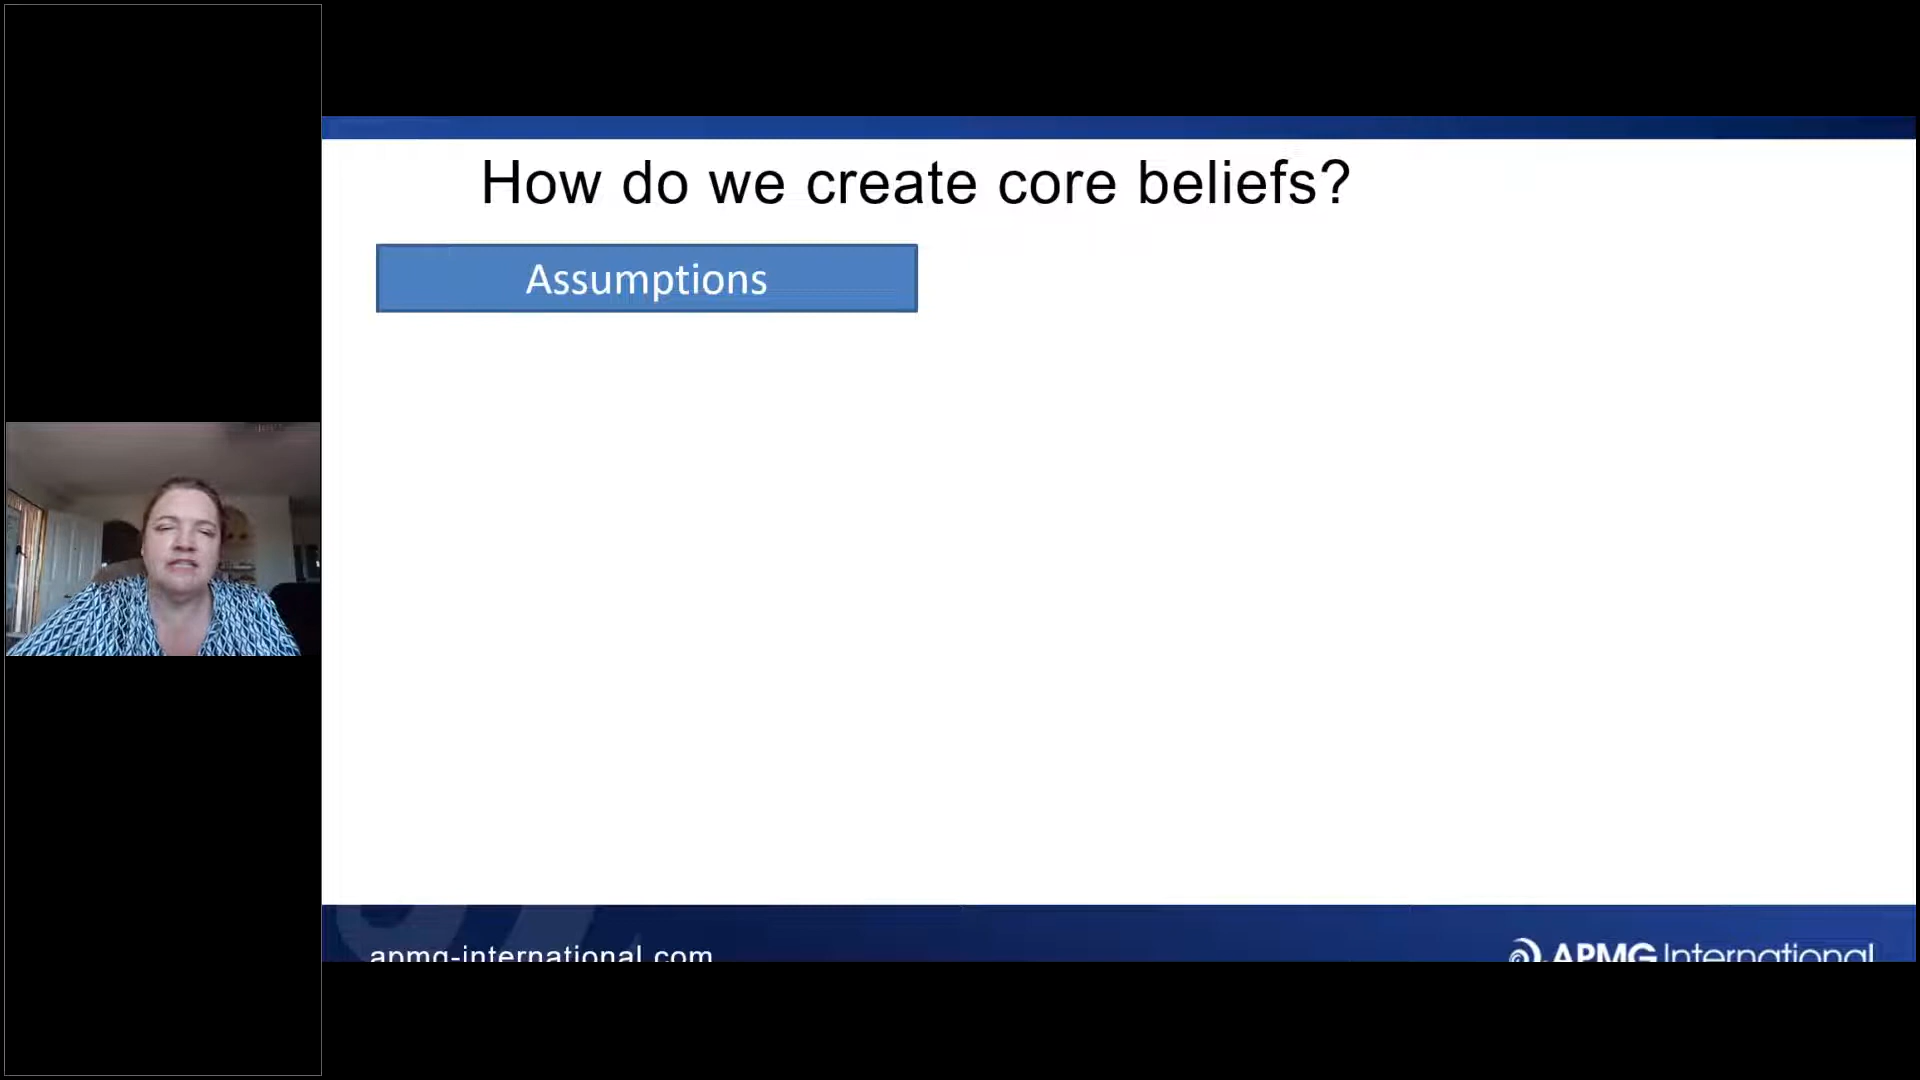 How do we create core beliefs?
Assumptions
apmg-international.com
APMG International